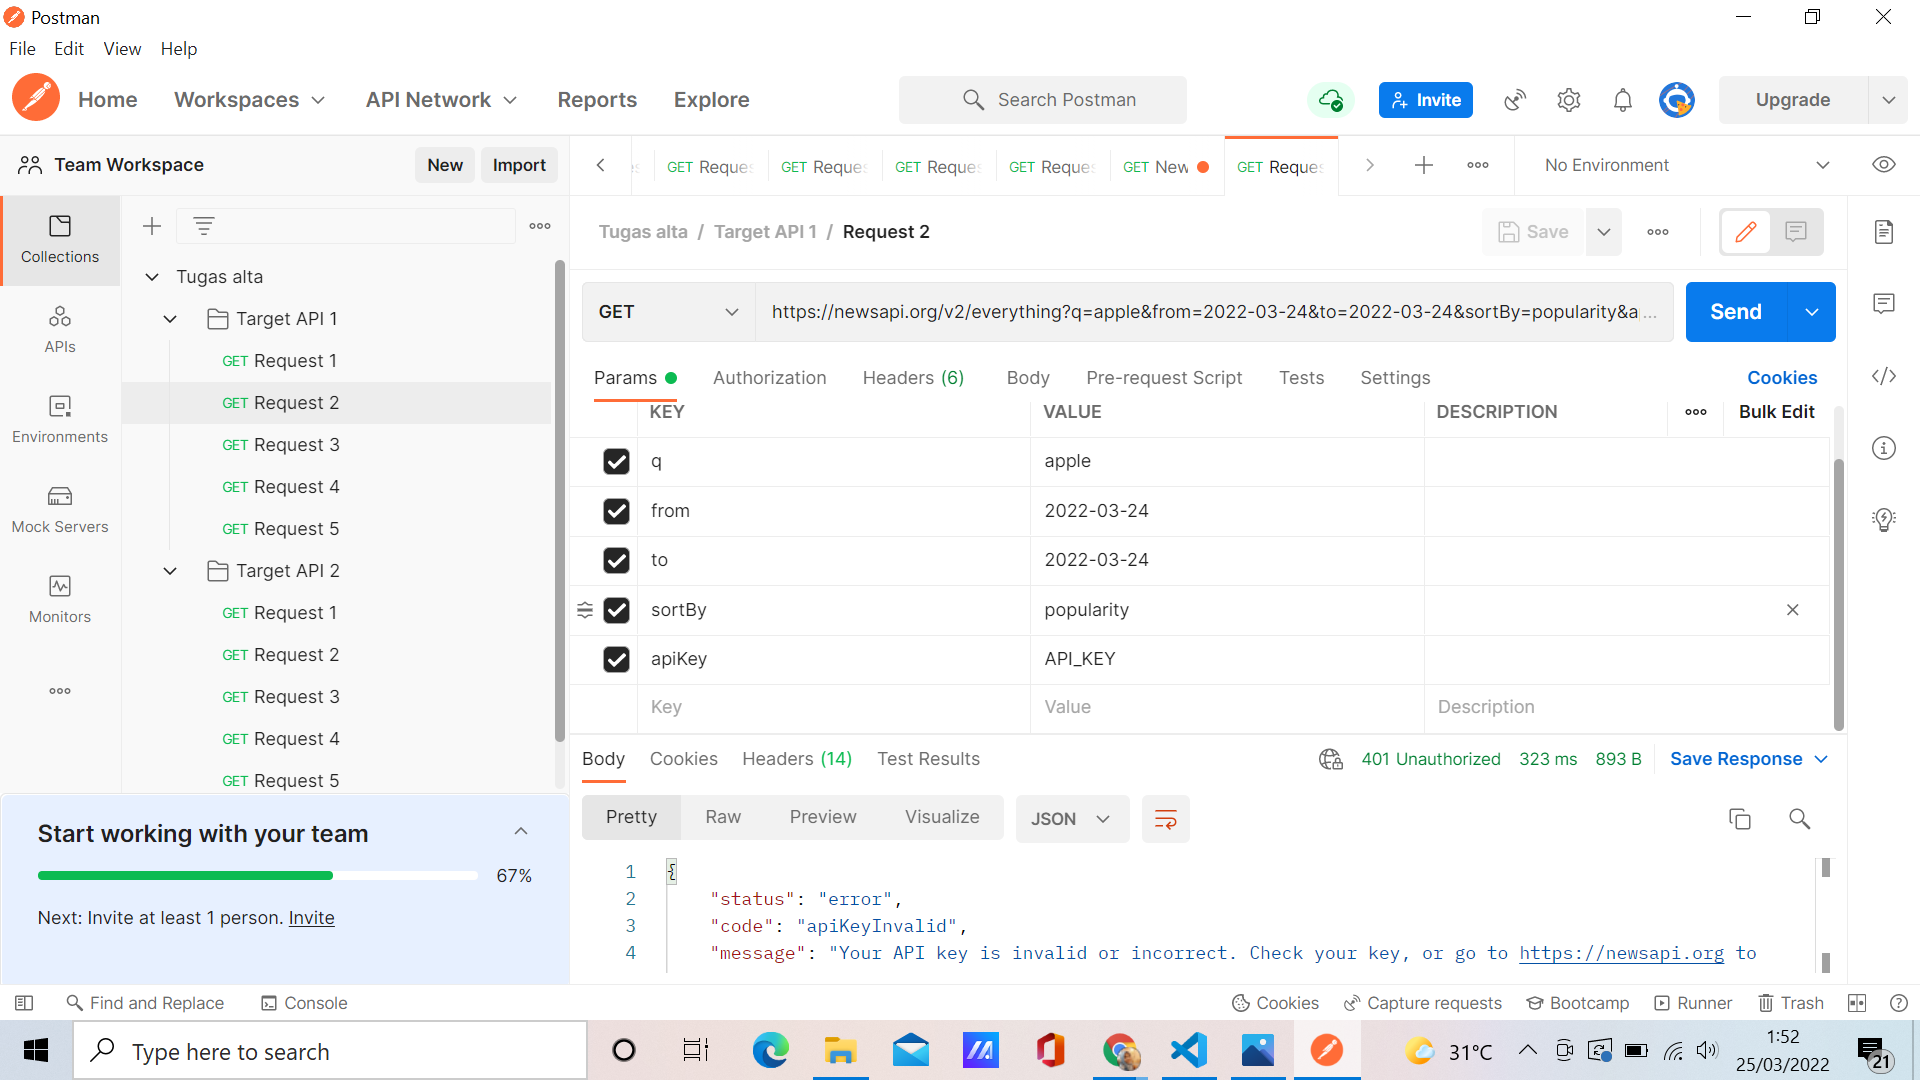 Postman
File Edit View Help
Home Workspaces API Network Reports Explore Search Postman Invite Upgrade
Team Workspace New Import GET Reques GET Reques GET Reques GET Reques GET New GET Reques No Environment
Tugas alta / Target API 1 / Request 2 Save
Collections
APIs
Environments
Mock Servers
Monitors
Tugas alta
Target API 1
GET Request 1
GET Request 2
GET Request 3
GET Request 4
GET Request 5
Target API 2
GET Request 1
GET Request 2
GET Request 3
GET Request 4
GET Request 5
Start working with your team
67%
Next: Invite at least 1 person. Invite
GET https://newsapi.org/v2/everything?q=apple&from=2022-03-24&to=2022-03-24&sortBy=popularity&a... Send
Params Authorization Headers (6) Body Pre-request Script Tests Settings Cookies
KEY VALUE DESCRIPTION Bulk Edit
q apple
from 2022-03-24
to 2022-03-24
sortBy popularity
apiKey API_KEY
Key Value Description
Body Cookies Headers (14) Test Results 401 Unauthorized 323 ms 893 B Save Response
Pretty Raw Preview Visualize JSON
1 {
2 "status": "error",
3 "code": "apiKeyInvalid",
4 "message": "Your API key is invalid or incorrect. Check your key, or go to https://newsapi.org to
Find and Replace Console Cookies Capture requests Bootcamp Runner Trash
Type here to search 31°C 1:52
25/03/2022 21